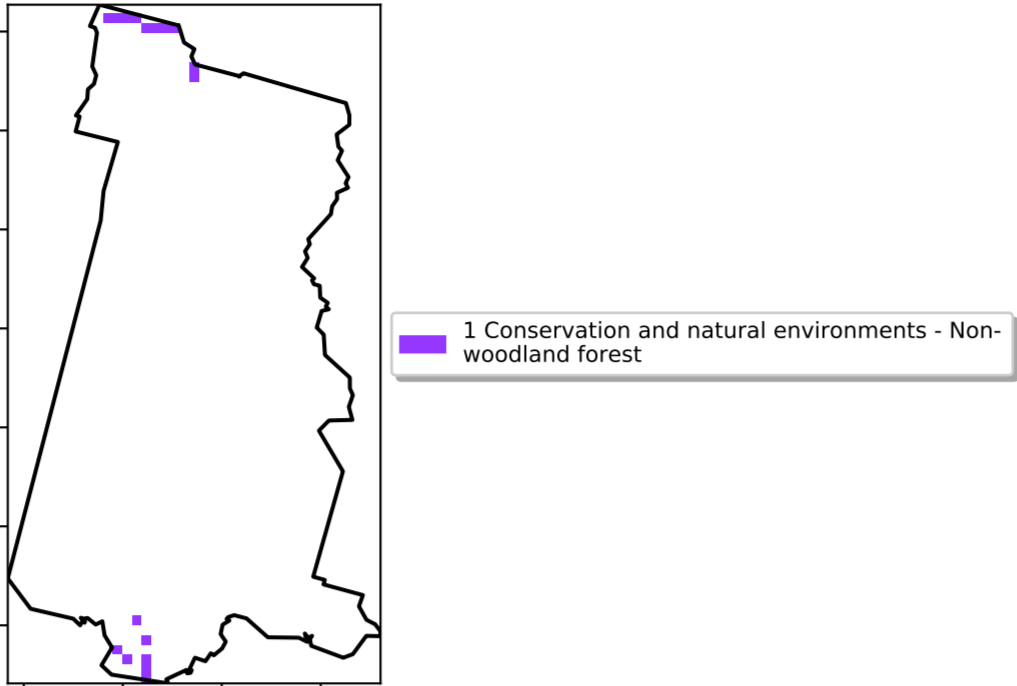 1 Conservation and natural environments - Non-
woodland forest